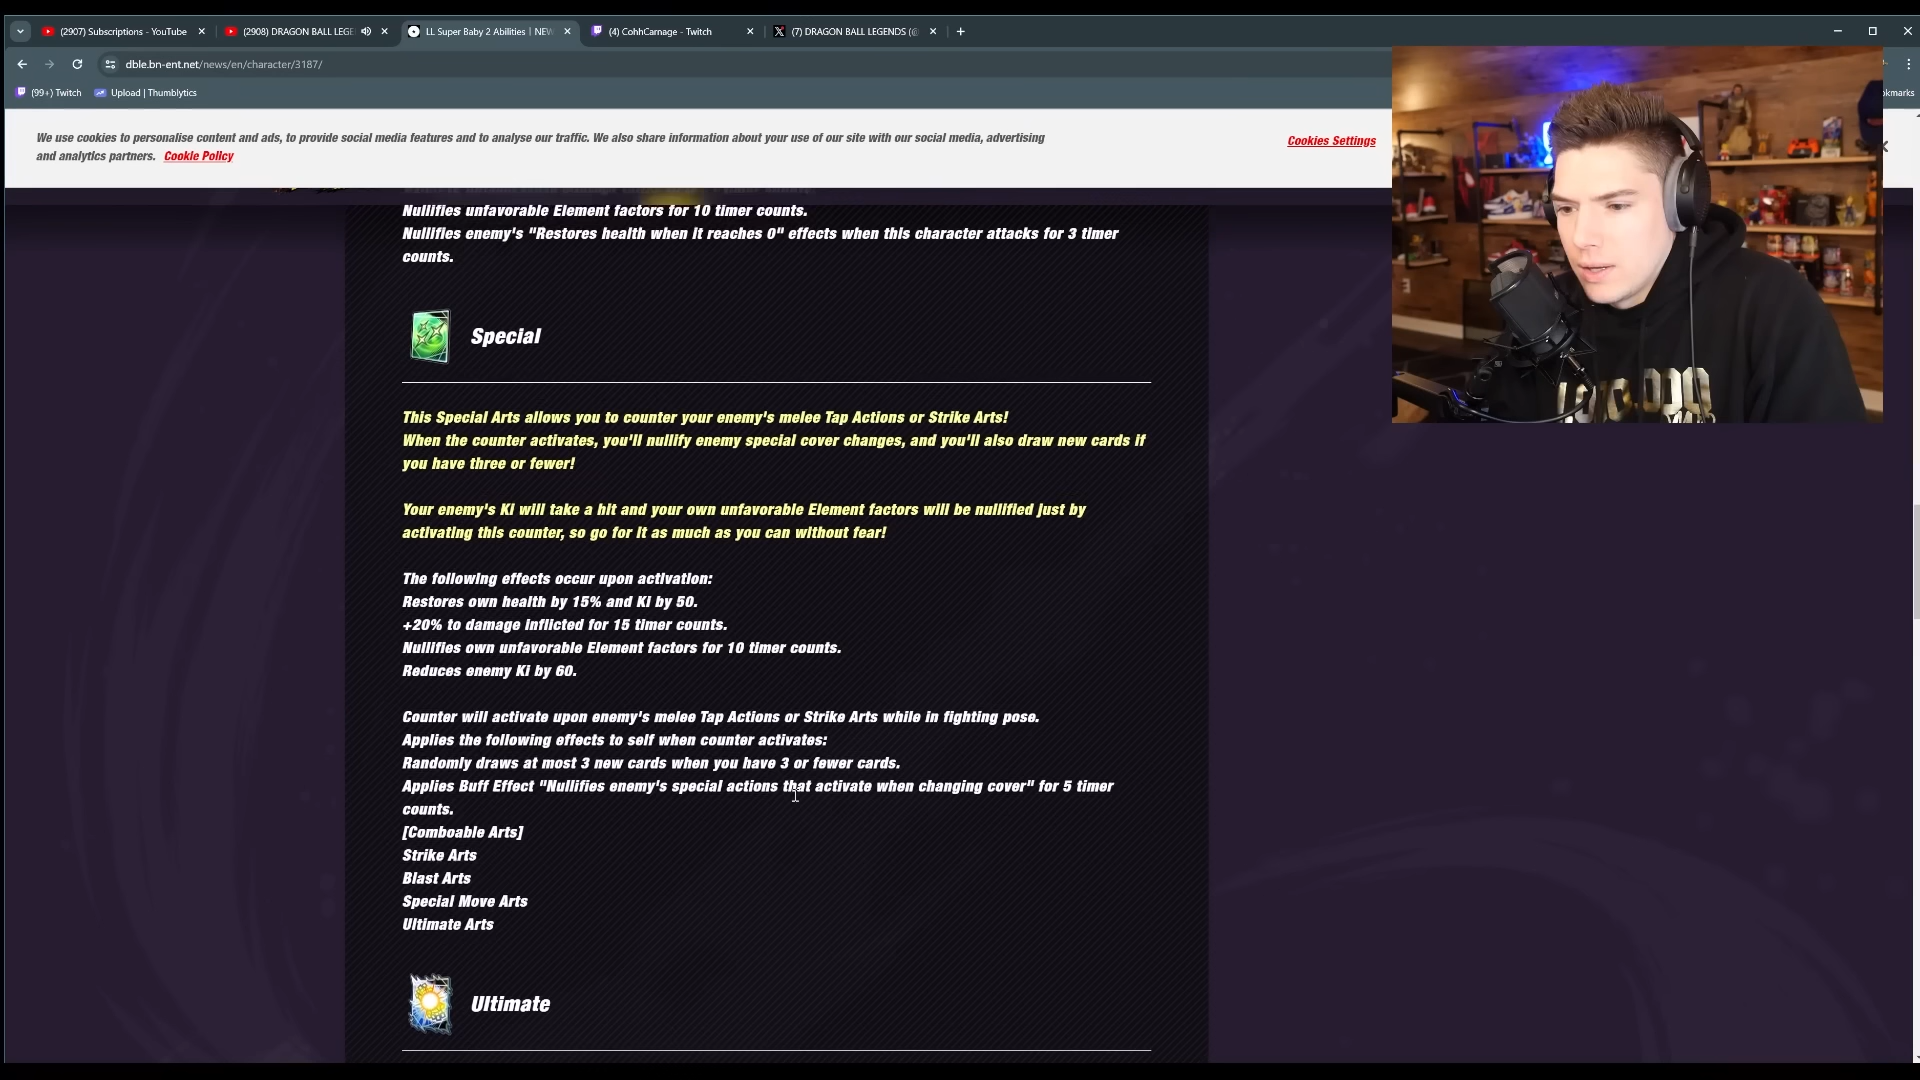 (2907) Subscriptions - YouTube
(2908) DRAGON BALL LEGE
LL Super Baby 2 Abilities | NEW
(4) CohhCarnage - Twitch
(7) DRAGON BALL LEGENDS (@
dble.bn-ent.net/news/en/character/3187/
(99+) Twitch
Upload | Thumblytics
okmarks
We use cookies to personalise content and ads, to provide social media features and to analyse our traffic. We also share information about your use of our site with our social media, advertising
and analytics partners. Cookie Policy
Cookies Settings
Nullifies unfavorable Element factors for 10 timer counts.
Nullifies enemy's "Restores health when it reaches 0" effects when this character attacks for 3 timer
counts.
Special
This Special Arts allows you to counter your enemy's melee Tap Actions or Strike Arts!
When the counter activates, you'll nullify enemy special cover changes, and you'll also draw new cards if
you have three or fewer!
Your enemy's Ki will take a hit and your own unfavorable Element factors will be nullified just by
activating this counter, so go for it as much as you can without fear!
The following effects occur upon activation:
Restores own health by 15% and Ki by 50.
+20% to damage inflicted for 15 timer counts.
Nullifies own unfavorable Element factors for 10 timer counts.
Reduces enemy Ki by 60.
Counter will activate upon enemy's melee Tap Actions or Strike Arts while in fighting pose.
Applies the following effects to self when counter activates:
Randomly draws at most 3 new cards when you have 3 or fewer cards.
Applies Buff Effect "Nullifies enemy's special actions that activate when changing cover" for 5 timer
counts.
[Comboable Arts]
Strike Arts
Blast Arts
Special Move Arts
Ultimate Arts
Ultimate